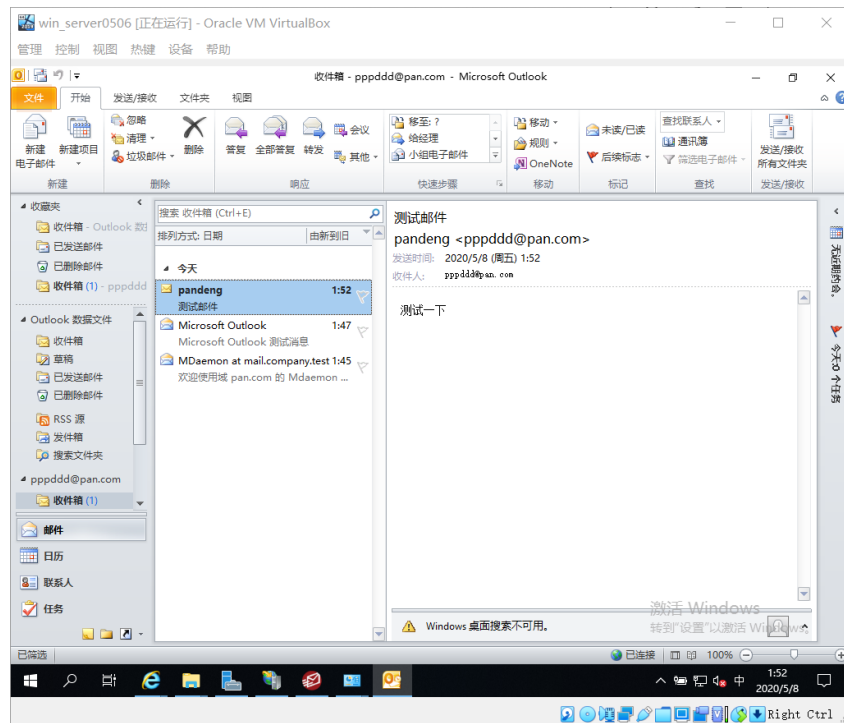 win_server0506 [正在运行] - Oracle VM VirtualBox
管理 控制 视图 热键 设备 帮助
收件箱 - pppddd@pan.com - Microsoft Outlook
文件 开始 发送/接收 文件夹 视图
新建 电子邮件
新建项目
新建
忽略
清理
垃圾邮件
删除
删除
答复
全部答复
转发
会议
其他
响应
移至: ?
给经理
小组电子邮件
快速步骤
移动
规则
OneNote
移动
未读/已读
后续标志
标记
查找联系人
通讯簿
筛选电子邮件
查找
发送/接收
所有文件夹
发送/接收
收藏夹
收件箱 - Outlook 数
已发送邮件
已删除邮件
收件箱 (1) - pppddd
Outlook 数据文件
收件箱
草稿
已发送邮件
已删除邮件
RSS 源
发件箱
搜索文件夹
pppddd@pan.com
收件箱 (1)
邮件
日历
联系人
任务
搜索 收件箱 (Ctrl+E)
排列方式: 日期 由新到旧
今天
pandeng 1:52
测试邮件
Microsoft Outlook 1:47
Microsoft Outlook 测试消息
MDaemon at mail.company.test 1:45
欢迎使用域 pan.com 的 Mdaemon ...
测试邮件
pandeng <pppddd@pan.com>
发送时间: 2020/5/8 (周五) 1:52
收件人: pppddd@pan.com
测试一下
Windows 桌面搜索不可用。
激活 Windows
转到"设置"以激活 Windows。
无近期约会。
今天:0 个任务
已筛选
已连接
100%
中
1:52
2020/5/8
Right Ctrl